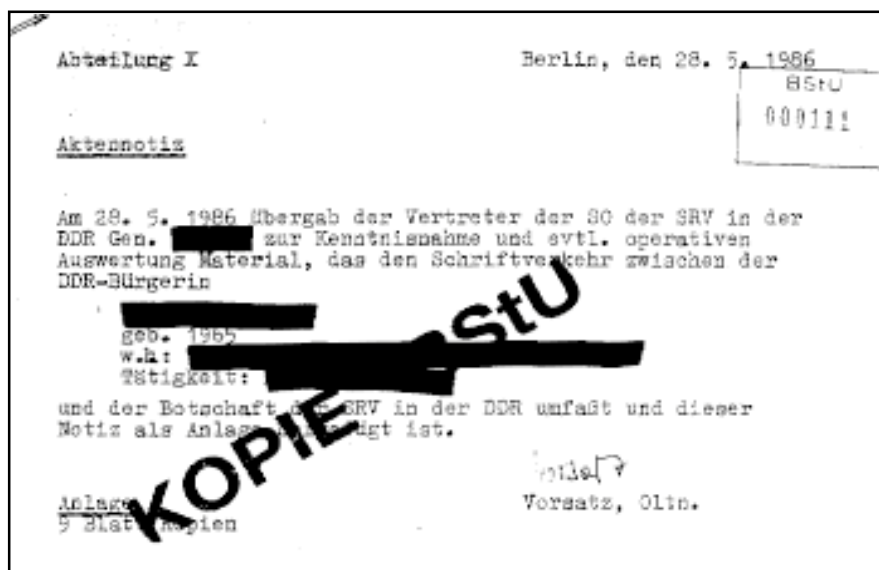 Abteilung X
Berlin, den 28. 5. 1986
BStU
000111
Aktennotiz
Am 28. 5. 1986 übergab der Vertreter der SO der SRV in der
DDR Gen. zur Kenntnisnahme und evtl. operativen
Auswertung Material, das den Schriftverkehr zwischen der
DDR-Bürgerin
geb. 1965
w.h:
Tätigkeit:
und der Botschaft der SRV in der DDR umfaßt und dieser
Notiz als Anlage ist.
KOPIE BStU
Vorsatz, Oltn.
Anlage
9 Blatt Kopien